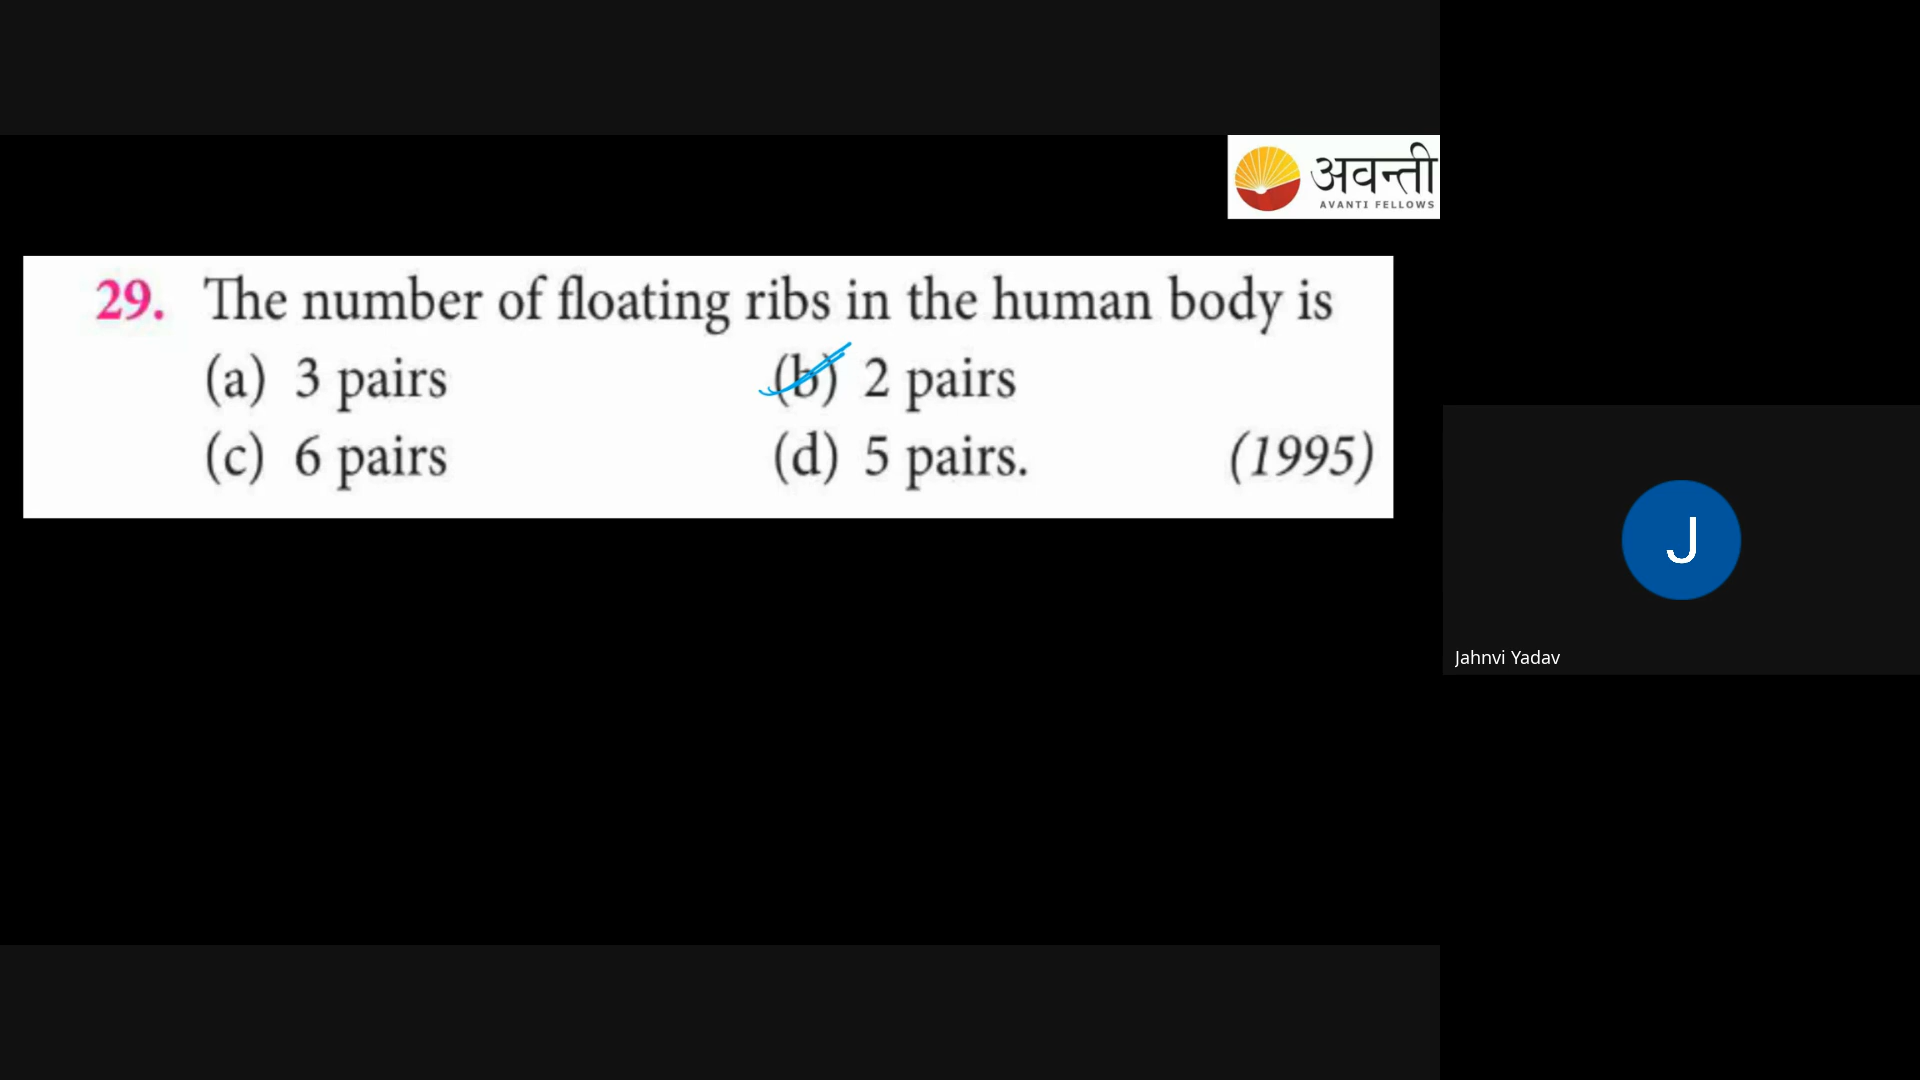 अवन्ती
AVANTI FELLOWS
29. The number of floating ribs in the human body is
(a) 3 pairs (b) 2 pairs
(c) 6 pairs (d) 5 pairs. (1995)
J
Jahnvi Yadav